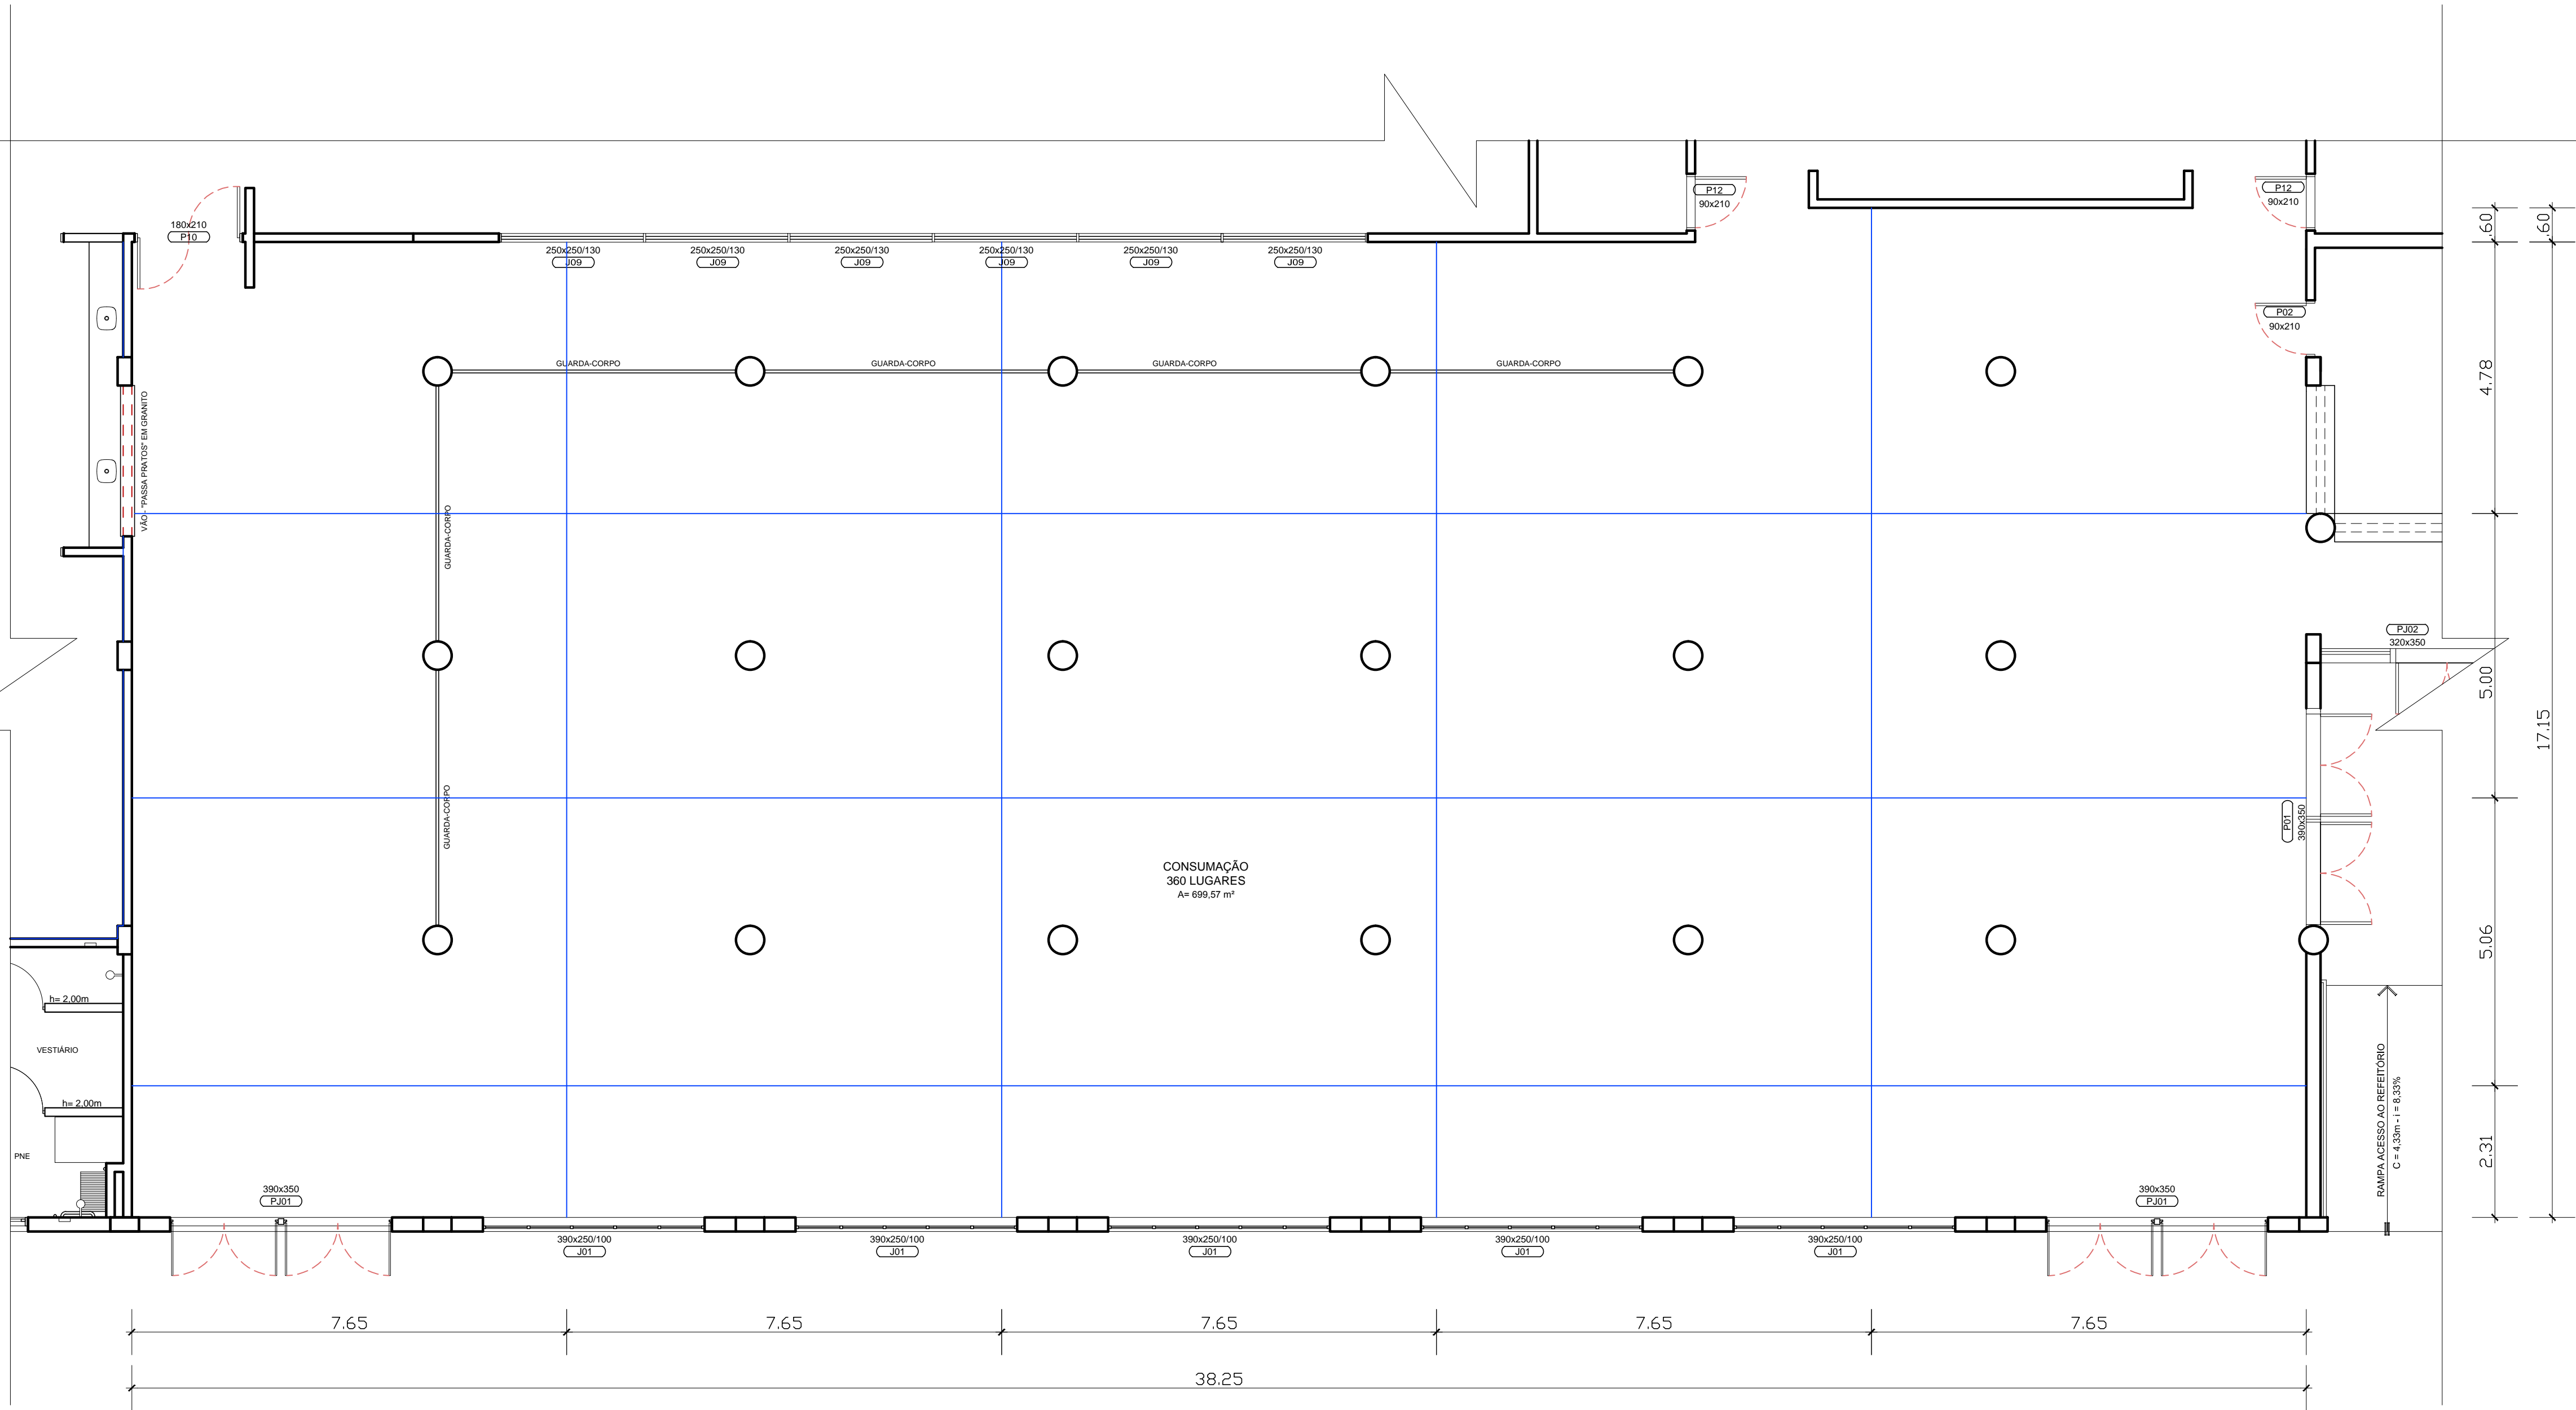 180x210
P10
250x250/130
J09
250x250/130
J09
250x250/130
J09
250x250/130
J09
250x250/130
J09
250x250/130
J09
P12
90x210
P12
90x210
.60
.60
P02
90x210
GUARDA-CORPO
GUARDA-CORPO
GUARDA-CORPO
GUARDA-CORPO
4.78
VÃO - "PASSA PRATOS" EM GRANITO
GUARDA-CORPO
PJ02
320x350
5.00
17.15
GUARDA-CORPO
P01
390x350
CONSUMAÇÃO
360 LUGARES
A= 699,57 m²
5.06
h= 2,00m
VESTIÁRIO
h= 2,00m
PNE
RAMPA ACESSO AO REFEITÓRIO
C = 4,33m - i = 8,33%
2.31
390x350
PJ01
390x350
PJ01
390x250/100
J01
390x250/100
J01
390x250/100
J01
390x250/100
J01
390x250/100
J01
7.65
7.65
7.65
7.65
7.65
38.25